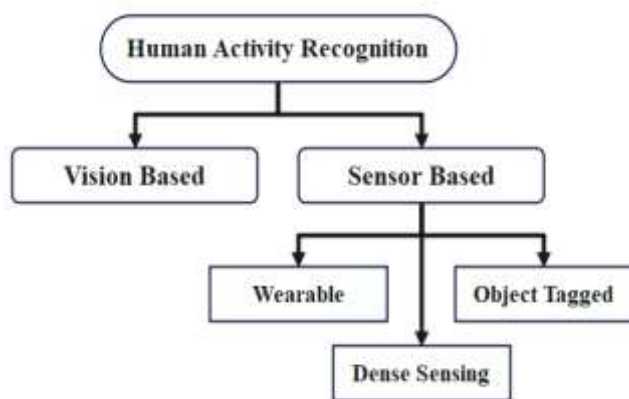 Human Activity Recognition
Vision Based
Sensor Based
Wearable
Object Tagged
Dense Sensing